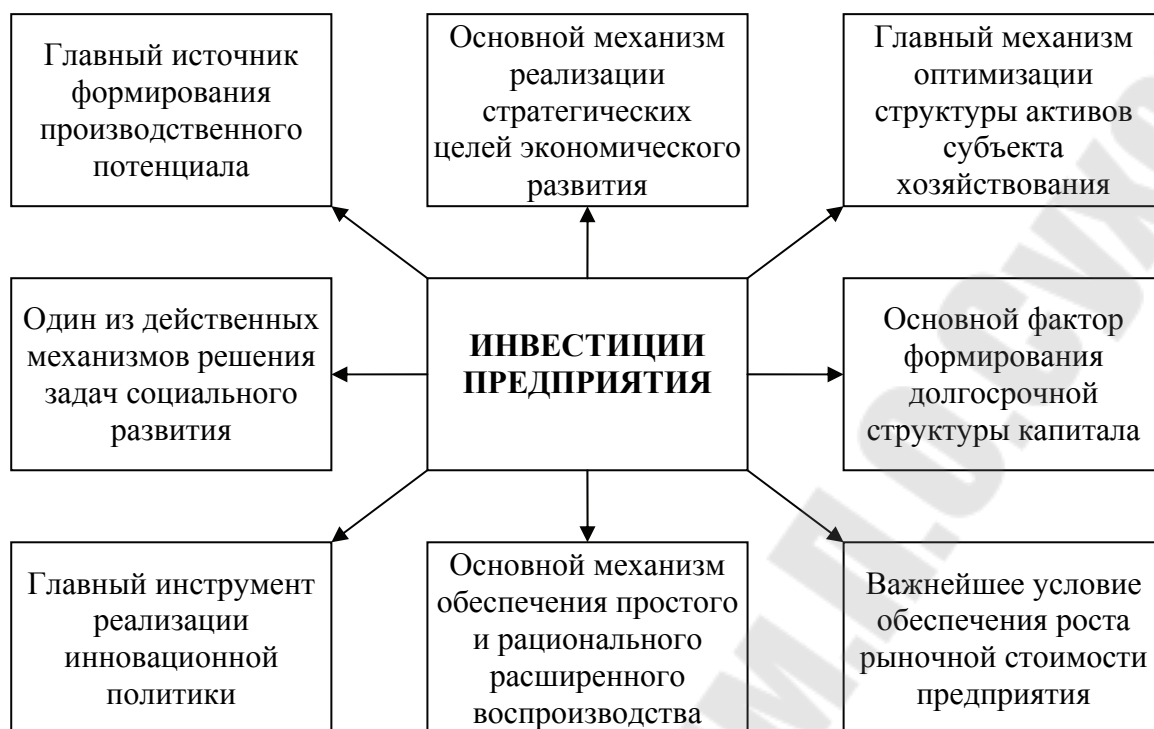 Главный источник
формирования
производственного
потенциала
Основной механизм
реализации
стратегических
целей экономического
развития
Главный механизм
оптимизации
структуры активов
субъекта
хозяйствования
Один из действенных
механизмов решения
задач социального
развития
ИНВЕСТИЦИИ
ПРЕДПРИЯТИЯ
Основной фактор
формирования
долгосрочной
структуры капитала
Главный инструмент
реализации
инновационной
политики
Основной механизм
обеспечения простого
и рационального
расширенного
воспроизводства
Важнейшее условие
обеспечения роста
рыночной стоимости
предприятия